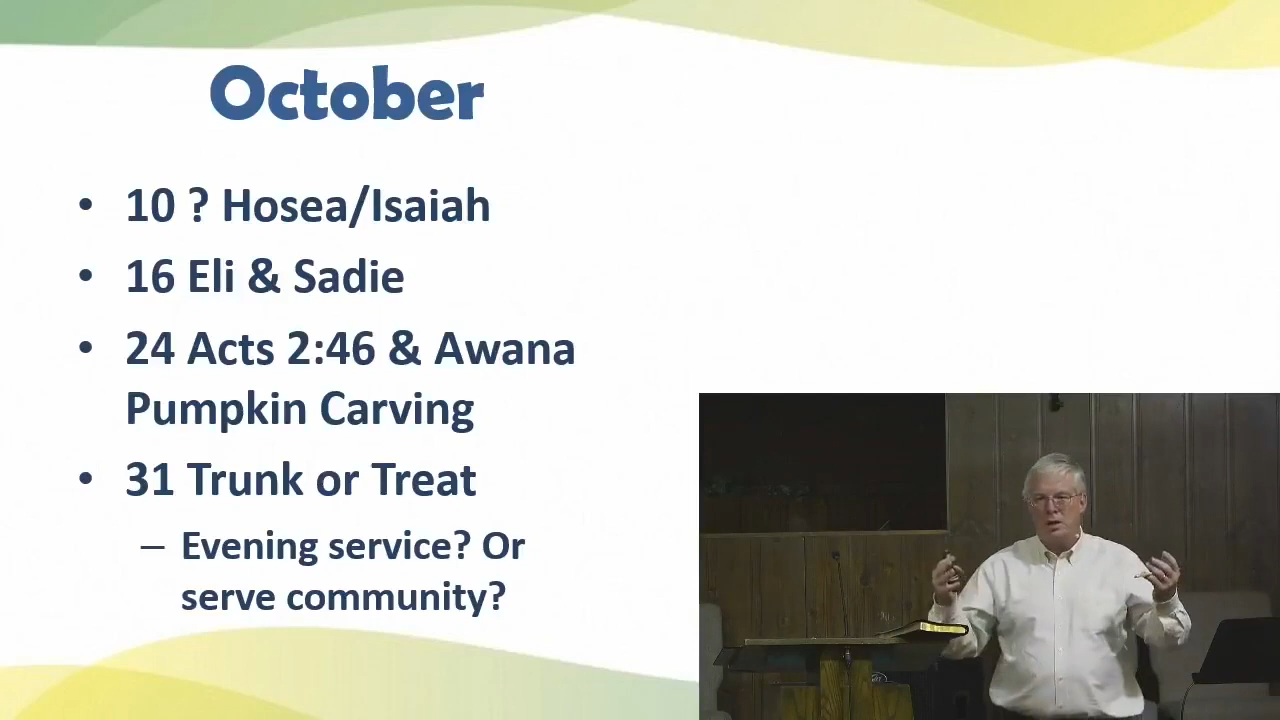 October
• 10 ? Hosea/Isaiah
• 16 Eli & Sadie
• 24 Acts 2:46 & Awana
Pumpkin Carving
• 31 Trunk or Treat
– Evening service? Or
serve community?